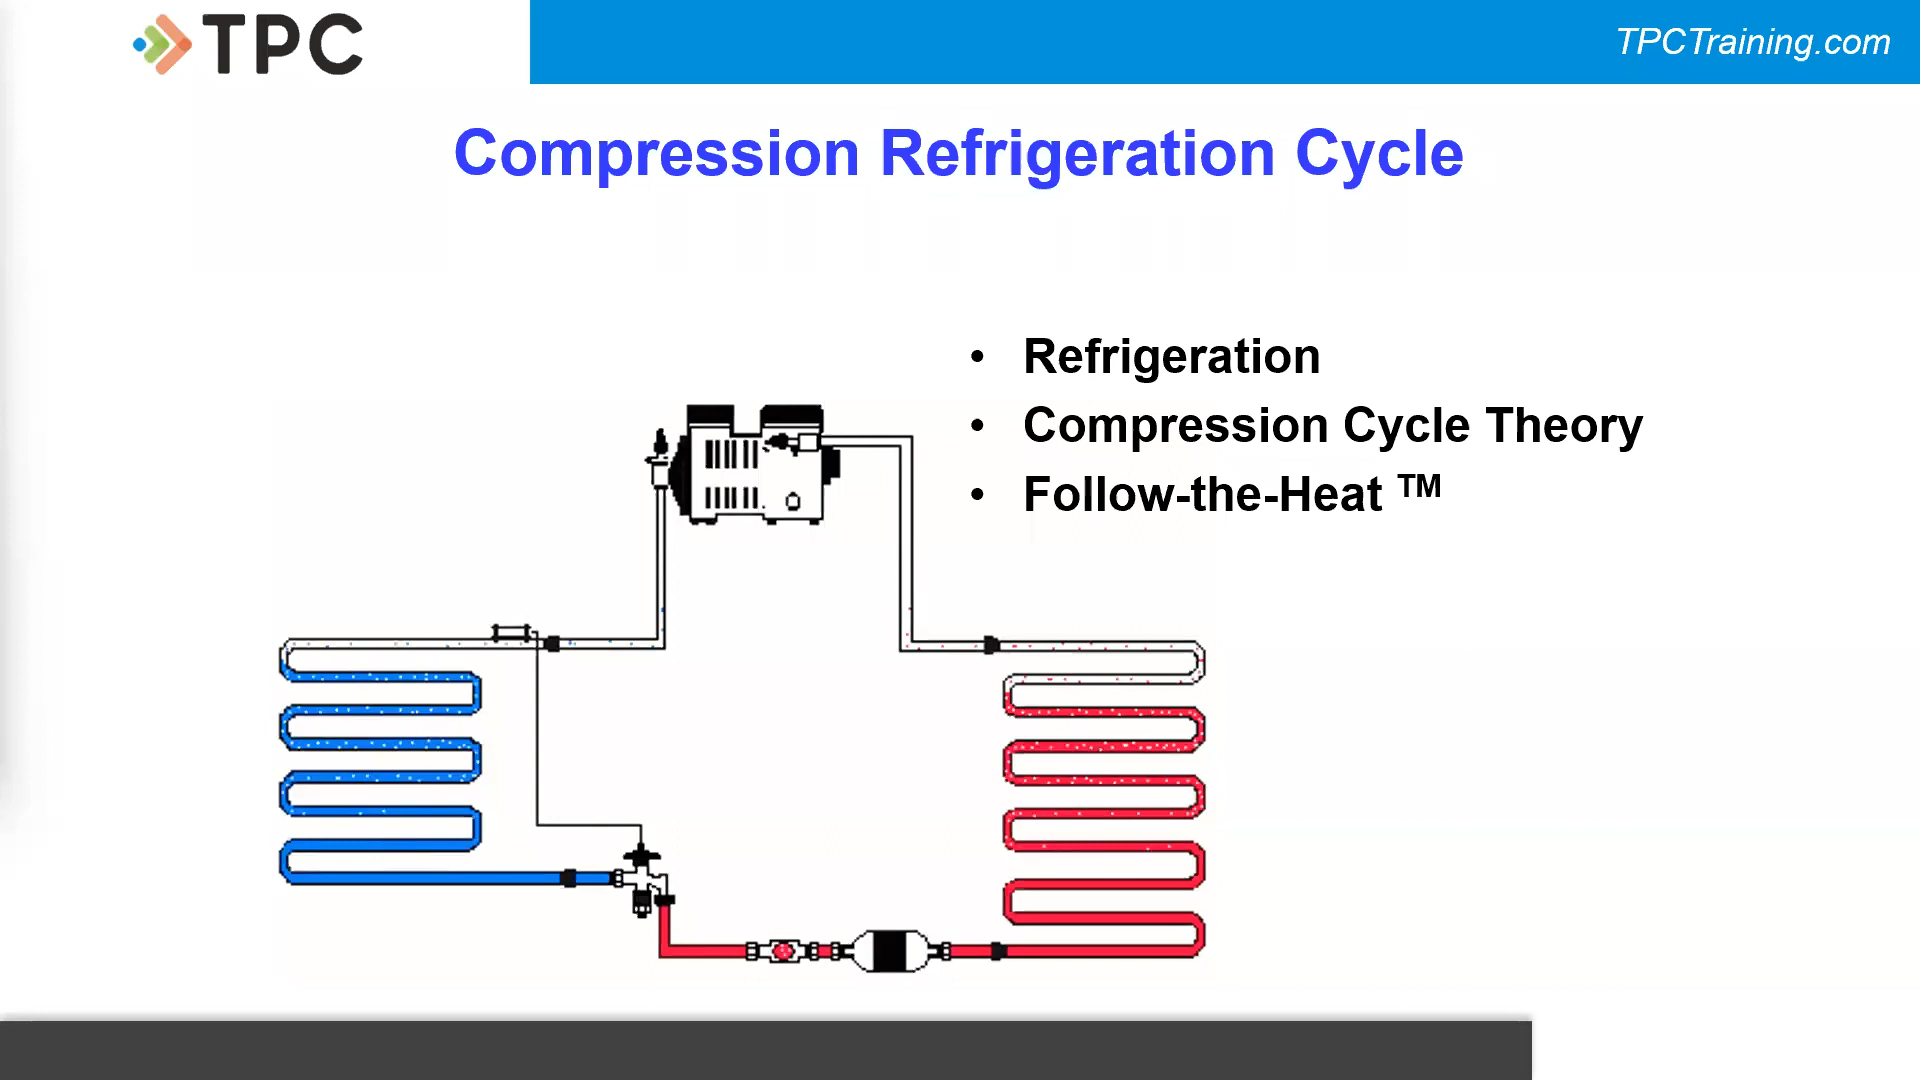 TPC
TPCTraining.com
Compression Refrigeration Cycle
• Refrigeration
• Compression Cycle Theory
• Follow-the-Heat TM